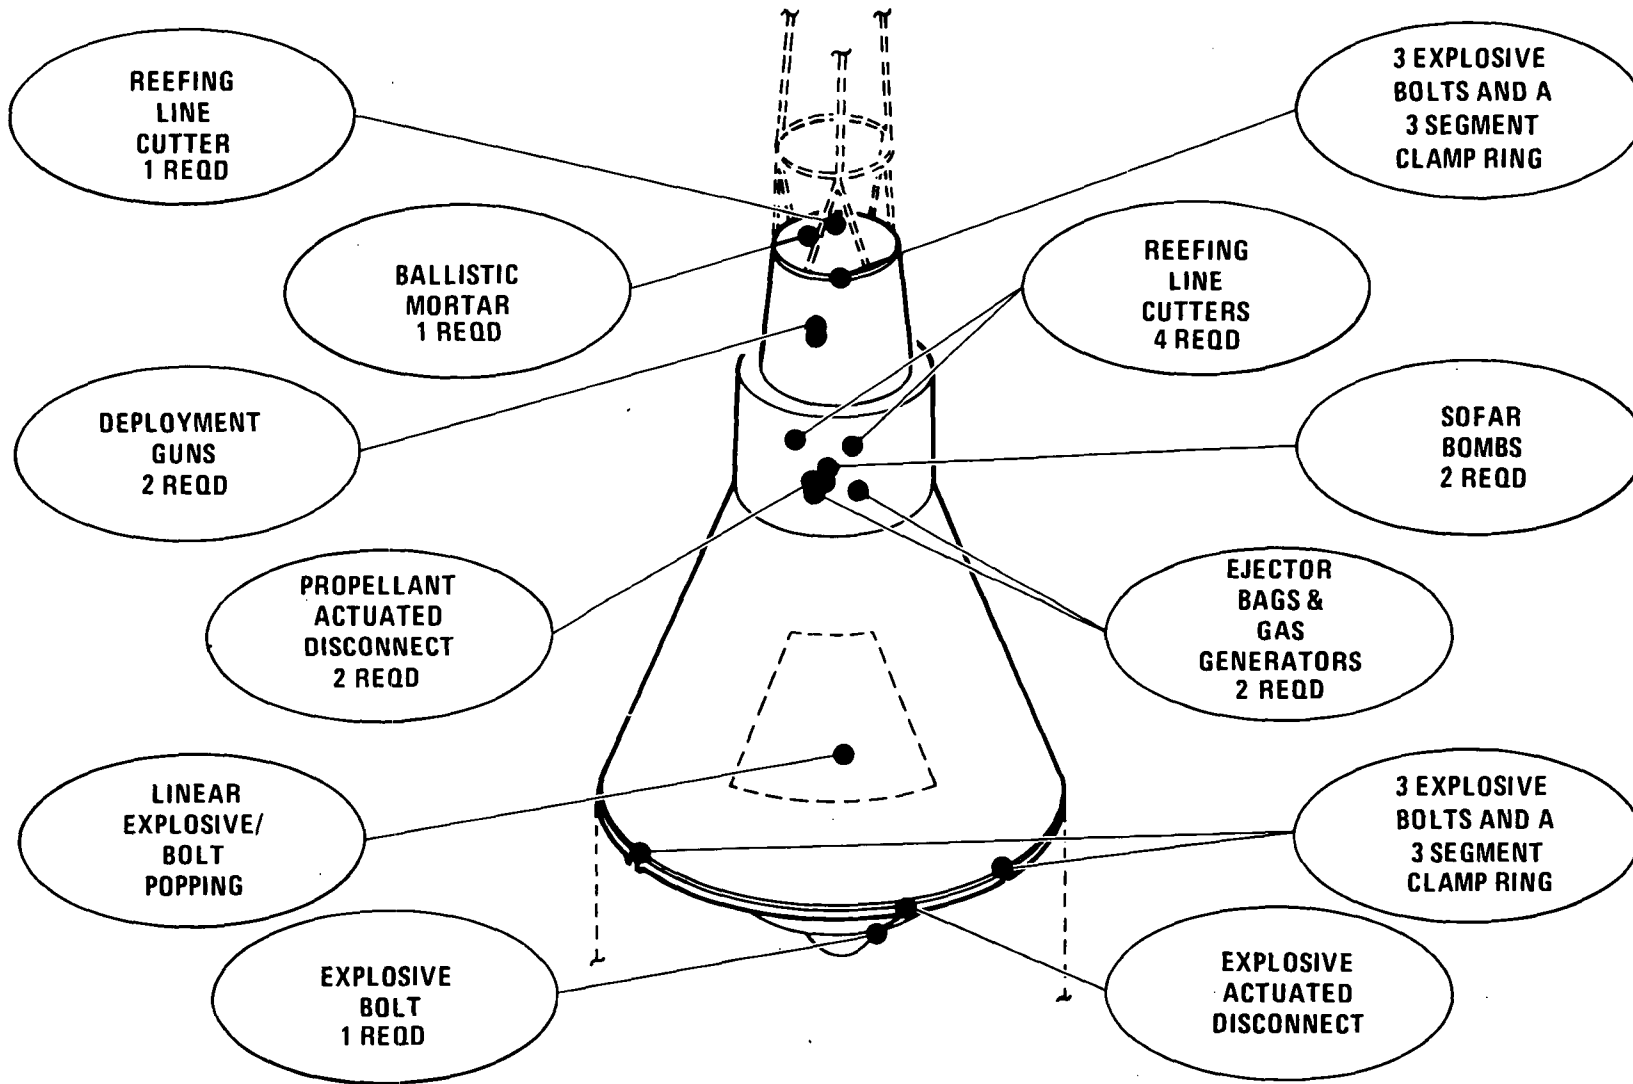 REEFING
LINE
CUTTER
1 REQD
3 EXPLOSIVE
BOLTS AND A
3 SEGMENT
CLAMP RING
BALLISTIC
MORTAR
1 REQD
REEFING
LINE
CUTTERS
4 REQD
DEPLOYMENT
GUNS
2 REQD
SOFAR
BOMBS
2 REQD
PROPELLANT
ACTUATED
DISCONNECT
2 REQD
EJECTOR
BAGS &
GAS
GENERATORS
2 REQD
LINEAR
EXPLOSIVE/
BOLT
POPPING
3 EXPLOSIVE
BOLTS AND A
3 SEGMENT
CLAMP RING
EXPLOSIVE
BOLT
1 REQD
EXPLOSIVE
ACTUATED
DISCONNECT